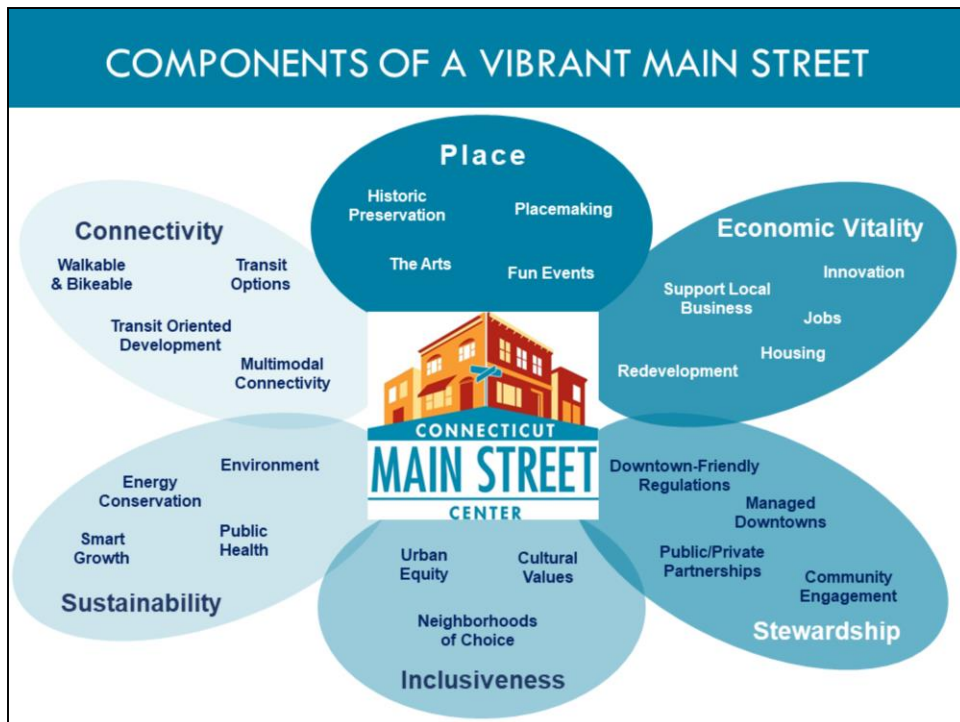 COMPONENTS OF A VIBRANT MAIN STREET
Place
Historic
Preservation
Placemaking
The Arts
Fun Events
Connectivity
Walkable
& Bikeable
Transit
Options
Transit Oriented
Development
Multimodal
Connectivity
Economic Vitality
Innovation
Support Local
Business
Jobs
Housing
Redevelopment
CONNECTICUT
MAIN STREET
CENTER
Environment
Energy
Conservation
Smart
Growth
Public
Health
Sustainability
Urban
Equity
Cultural
Values
Neighborhoods
of Choice
Inclusiveness
Downtown-Friendly
Regulations
Managed
Downtowns
Public/Private
Partnerships
Community
Engagement
Stewardship